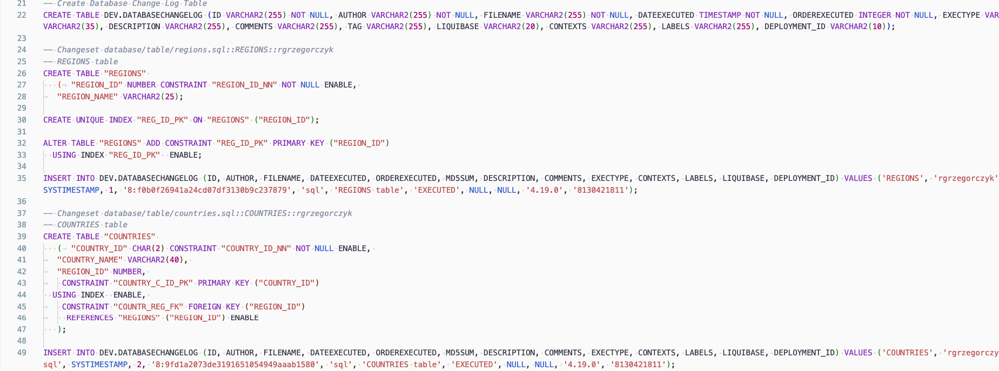 21 -- Create Database Change Log Table
22 CREATE TABLE DEV.DATABASECHANGELOG (ID VARCHAR2(255) NOT NULL, AUTHOR VARCHAR2(255) NOT NULL, FILENAME VARCHAR2(255) NOT NULL, DATEEXECUTED TIMESTAMP NOT NULL, ORDEREXECUTED INTEGER NOT NULL, EXECTYPE VAR
VARCHAR2(35), DESCRIPTION VARCHAR2(255), COMMENTS VARCHAR2(255), TAG VARCHAR2(255), LIQUIBASE VARCHAR2(20), CONTEXTS VARCHAR2(255), LABELS VARCHAR2(255), DEPLOYMENT_ID VARCHAR2(10));
23
24 -- Changeset database/table/regions.sql::REGIONS::rgrzegorczyk
25 -- REGIONS table
26 CREATE TABLE "REGIONS"
27 ( "REGION_ID" NUMBER CONSTRAINT "REGION_ID_NN" NOT NULL ENABLE,
28 "REGION_NAME" VARCHAR2(25);
29
30 CREATE UNIQUE INDEX "REG_ID_PK" ON "REGIONS" ("REGION_ID");
31
32 ALTER TABLE "REGIONS" ADD CONSTRAINT "REG_ID_PK" PRIMARY KEY ("REGION_ID")
33 USING INDEX "REG_ID_PK" ENABLE;
34
35 INSERT INTO DEV.DATABASECHANGELOG (ID, AUTHOR, FILENAME, DATEEXECUTED, ORDEREXECUTED, MD5SUM, DESCRIPTION, COMMENTS, EXECTYPE, CONTEXTS, LABELS, LIQUIBASE, DEPLOYMENT_ID) VALUES ('REGIONS', 'rgrzegorczyk'
SYSTIMESTAMP, 1, '8:f0b0f26941a24cd07df3130b9c237879', 'sql', 'REGIONS table', 'EXECUTED', NULL, NULL, '4.19.0', '8130421811');
36
37 -- Changeset database/table/countries.sql::COUNTRIES::rgrzegorczyk
38 -- COUNTRIES table
39 CREATE TABLE "COUNTRIES"
40 ( "COUNTRY_ID" CHAR(2) CONSTRAINT "COUNTRY_ID_NN" NOT NULL ENABLE,
41 "COUNTRY_NAME" VARCHAR2(40),
42 "REGION_ID" NUMBER,
43 CONSTRAINT "COUNTRY_C_ID_PK" PRIMARY KEY ("COUNTRY_ID")
44 USING INDEX ENABLE,
45 CONSTRAINT "COUNTR_REG_FK" FOREIGN KEY ("REGION_ID")
46 REFERENCES "REGIONS" ("REGION_ID") ENABLE
47 );
48
49 INSERT INTO DEV.DATABASECHANGELOG (ID, AUTHOR, FILENAME, DATEEXECUTED, ORDEREXECUTED, MD5SUM, DESCRIPTION, COMMENTS, EXECTYPE, CONTEXTS, LABELS, LIQUIBASE, DEPLOYMENT_ID) VALUES ('COUNTRIES', 'rgrzegorczy
sql', SYSTIMESTAMP, 2, '8:9fd1a2073de3191651054949aaab1580', 'sql', 'COUNTRIES table', 'EXECUTED', NULL, NULL, '4.19.0', '8130421811');